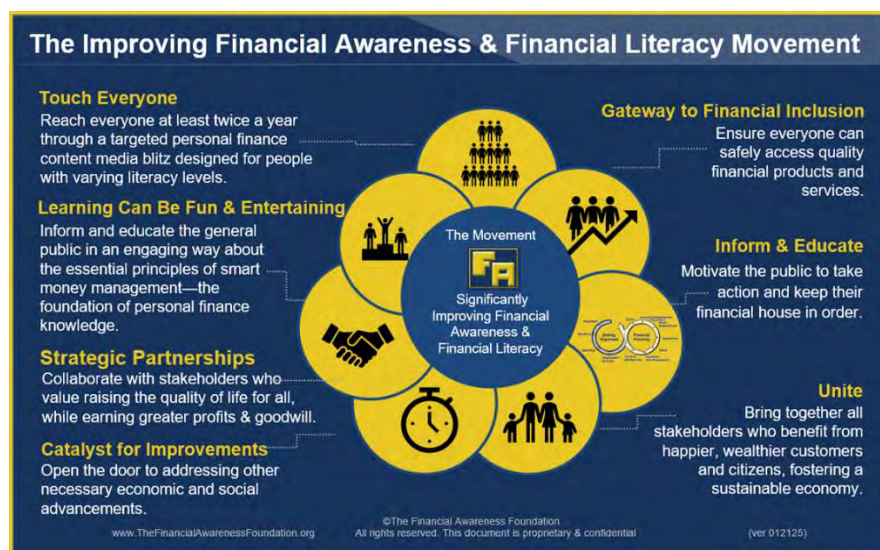 The Improving Financial Awareness & Financial Literacy Movement
Touch Everyone
Reach everyone at least twice a year
through a targeted personal finance
content media blitz designed for people
with varying literacy levels.
Learning Can Be Fun & Entertaining
Inform and educate the general
public in an engaging way about
the essential principles of smart
money management—the
foundation of personal finance
knowledge.
Strategic Partnerships
Collaborate with stakeholders who
value raising the quality of life for all,
while earning greater profits & goodwill.
Catalyst for Improvements
Open the door to addressing other
necessary economic and social
advancements.
The Movement
FA
Significantly
Improving Financial
Awareness &
Financial Literacy
Gateway to Financial Inclusion
Ensure everyone can
safely access quality
financial products and
services.
Inform & Educate
Motivate the public to take
action and keep their
financial house in order.
Unite
Bring together all
stakeholders who benefit from
happier, wealthier customers
and citizens, fostering a
sustainable economy.
www.TheFinancialAwarenessFoundation.org
©The Financial Awareness Foundation
All rights reserved. This document is proprietary & confidential
(ver 012125)